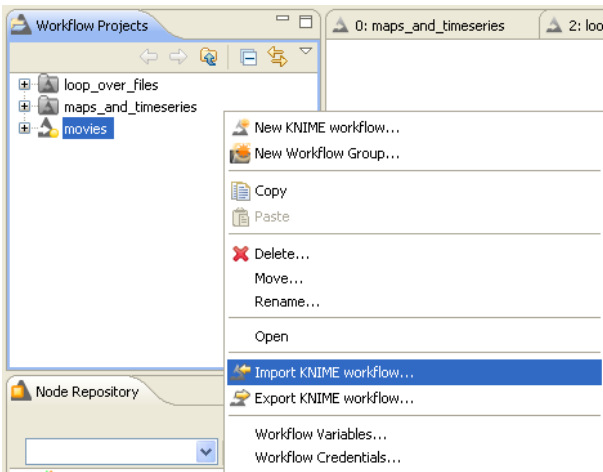 Workflow Projects
0: maps_and_timeseries
2: loo
loop_over_files
maps_and_timeseries
movies
New KNIME workflow...
New Workflow Group...
Copy
Paste
Delete...
Move...
Rename...
Open
Import KNIME workflow...
Export KNIME workflow...
Workflow Variables...
Workflow Credentials...
Node Repository